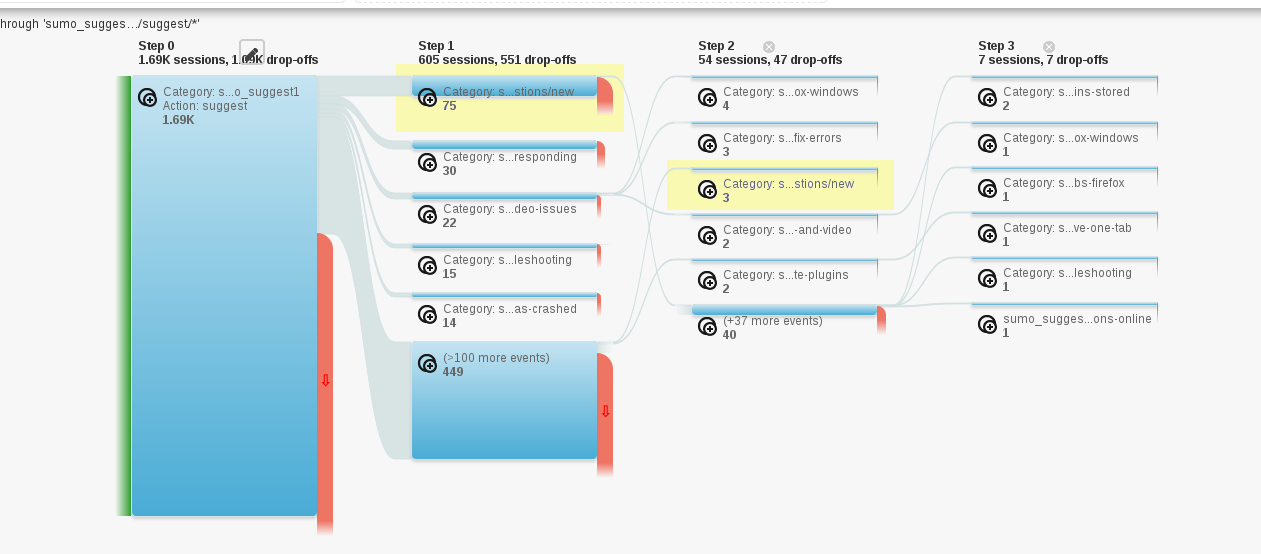 hrough 'sumo_sugges.../suggest/*'
Step 0
1.69K sessions, 1.09K drop-offs
Category: s...o_suggest1
Action: suggest
1.69K
Step 1
605 sessions, 551 drop-offs
Category: s...stions/new
75
Category: s...responding
30
Category: s...deo-issues
22
Category: s...leshooting
15
Category: s...as-crashed
14
(>100 more events)
449
Step 2
54 sessions, 47 drop-offs
Category: s...ox-windows
4
Category: s...fix-errors
3
Category: s...stions/new
3
Category: s...-and-video
2
Category: s...te-plugins
2
(+37 more events)
40
Step 3
7 sessions, 7 drop-offs
Category: s...ins-stored
2
Category: s...ox-windows
1
Category: s...bs-firefox
1
Category: s...ve-one-tab
1
Category: s...leshooting
1
sumo_sugges...ons-online
1